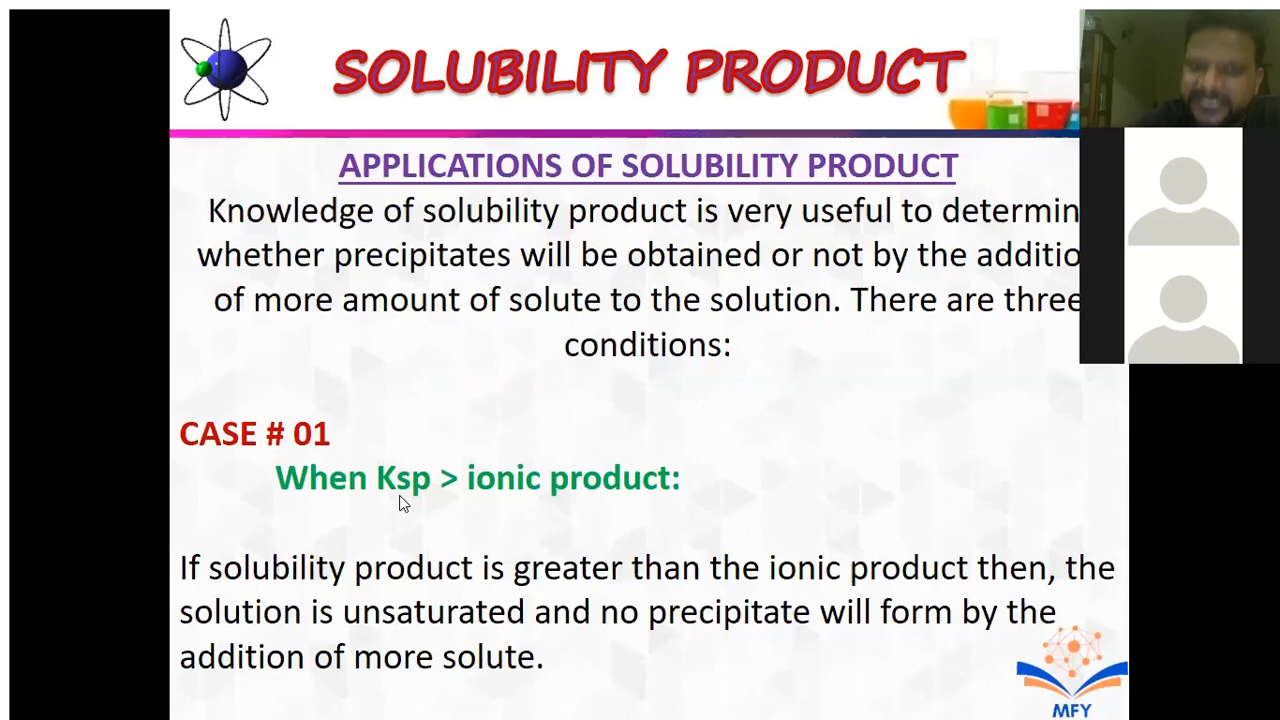 SOLUBILITY PRODUCT
APPLICATIONS OF SOLUBILITY PRODUCT
Knowledge of solubility product is very useful to determin
whether precipitates will be obtained or not by the additio
of more amount of solute to the solution. There are three
conditions:
CASE # 01
When Ksp > ionic product:
If solubility product is greater than the ionic product then, the
solution is unsaturated and no precipitate will form by the
addition of more solute.
MFY